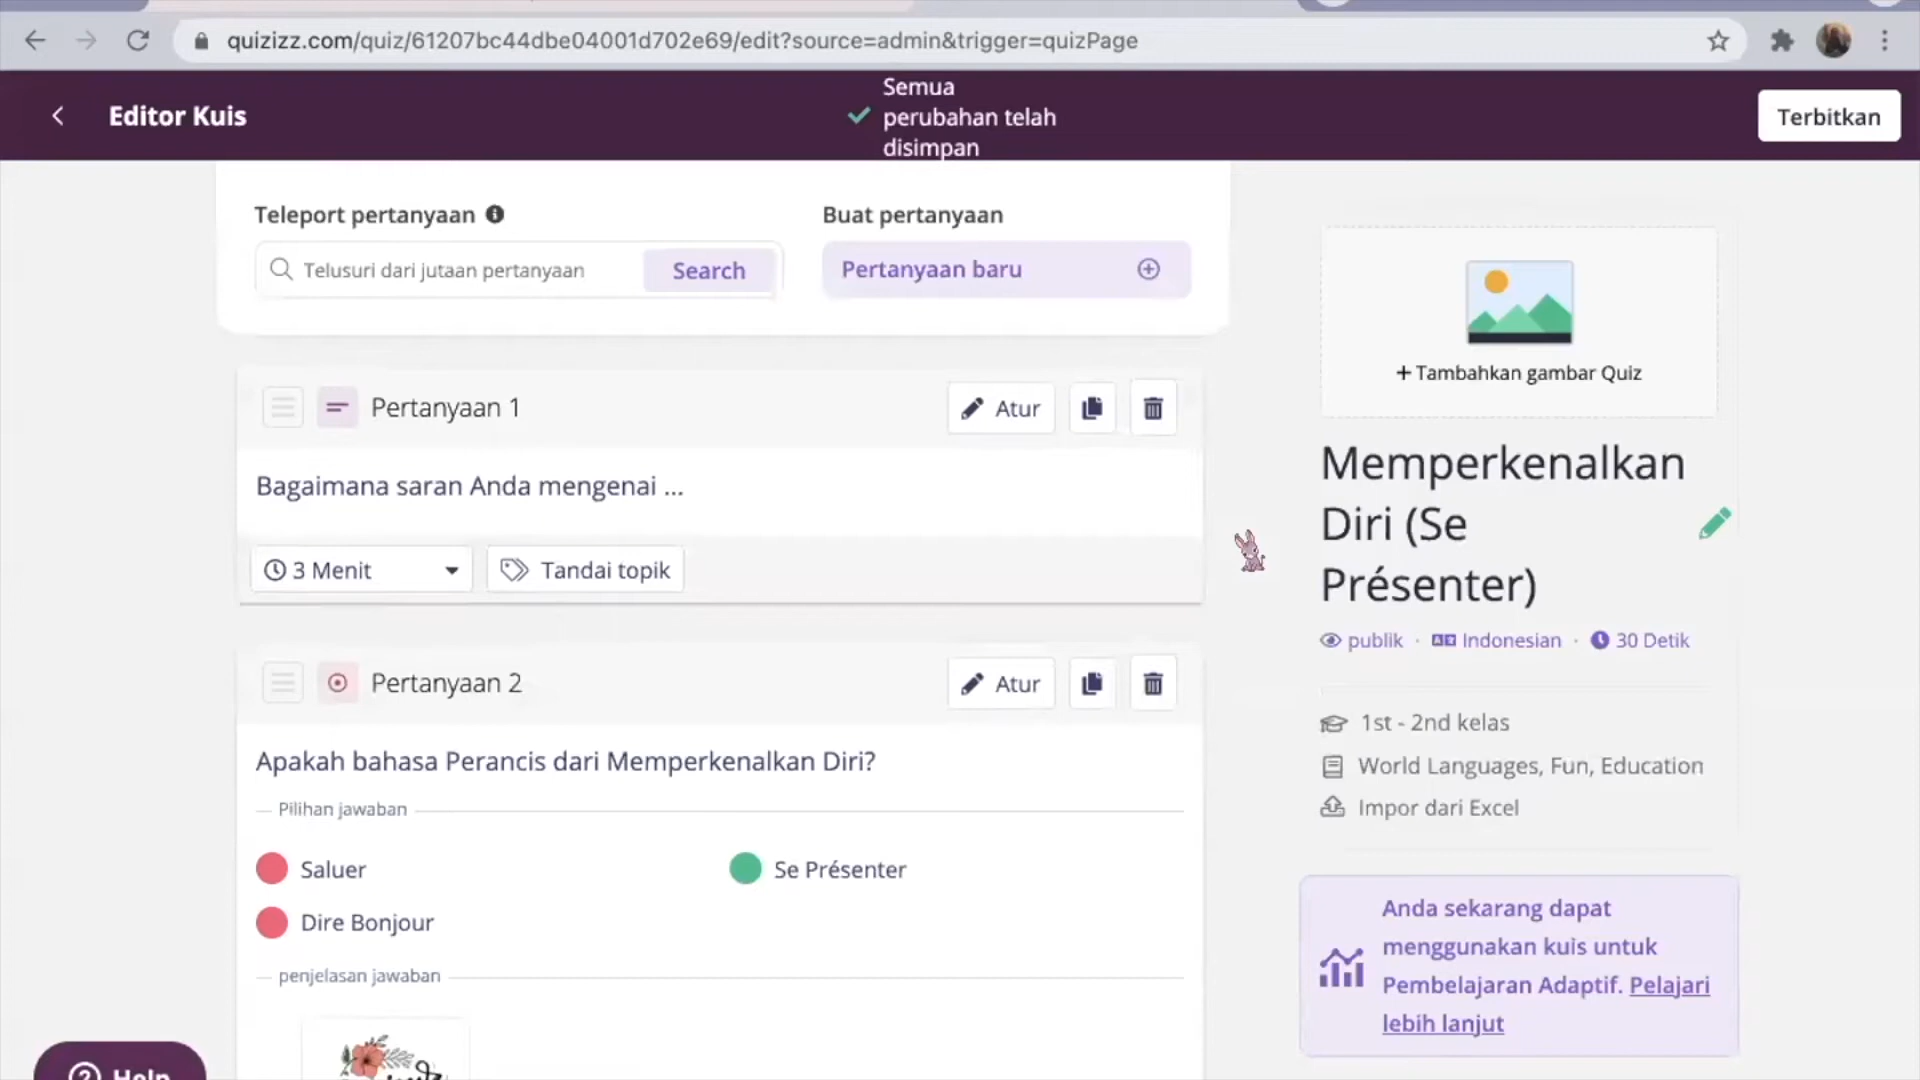 quizizz.com/quiz/61207bc44dbe04001d702e69/edit?source=admin&trigger=quizPage
Editor Kuis
Semua
perubahan telah
disimpan
Terbitkan
Teleport pertanyaan
Buat pertanyaan
Telusuri dari jutaan pertanyaan
Search
Pertanyaan baru
+ Tambahkan gambar Quiz
Pertanyaan 1
Atur
Bagaimana saran Anda mengenai ...
3 Menit
Tandai topik
Memperkenalkan
Diri (Se
Présenter)
publik · Indonesian · 30 Detik
1st - 2nd kelas
World Languages, Fun, Education
Impor dari Excel
Pertanyaan 2
Atur
Apakah bahasa Perancis dari Memperkenalkan Diri?
Pilihan jawaban
Saluer
Se Présenter
Dire Bonjour
penjelasan jawaban
Anda sekarang dapat
menggunakan kuis untuk
Pembelajaran Adaptif. Pelajari
lebih lanjut
Help